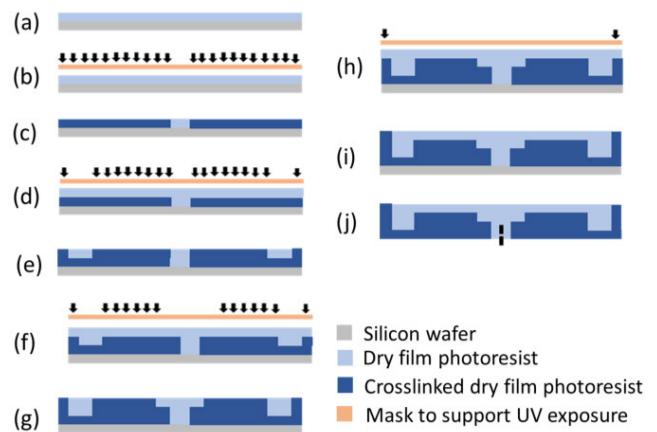 (a)
(b)
(c)
(d)
(e)
(f)
(g)
(h)
(i)
(j)
Silicon wafer
Dry film photoresist
Crosslinked dry film photoresist
Mask to support UV exposure